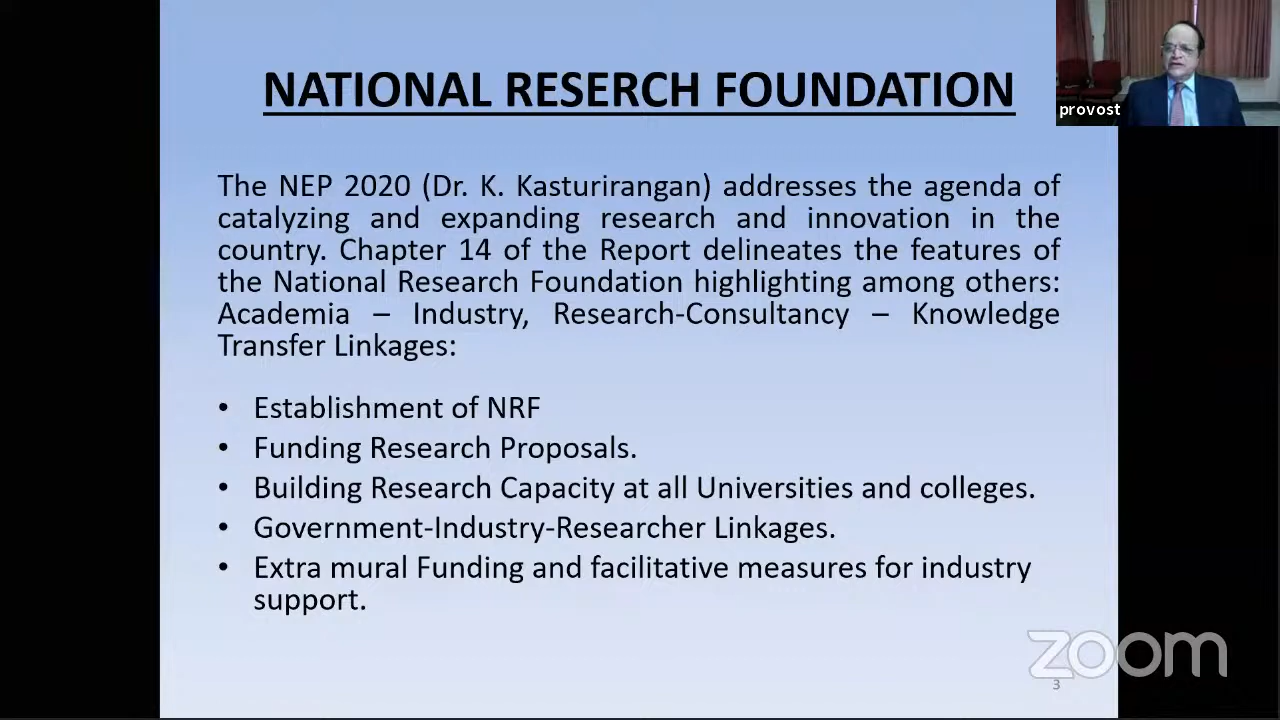 NATIONAL RESERCH FOUNDATION
provost
The NEP 2020 (Dr. K. Kasturirangan) addresses the agenda of
catalyzing and expanding research and innovation in the
country. Chapter 14 of the Report delineates the features of
the National Research Foundation highlighting among others:
Academia – Industry, Research-Consultancy – Knowledge
Transfer Linkages:
• Establishment of NRF
• Funding Research Proposals.
• Building Research Capacity at all Universities and colleges.
• Government-Industry-Researcher Linkages.
• Extra mural Funding and facilitative measures for industry
support.
zoom
3